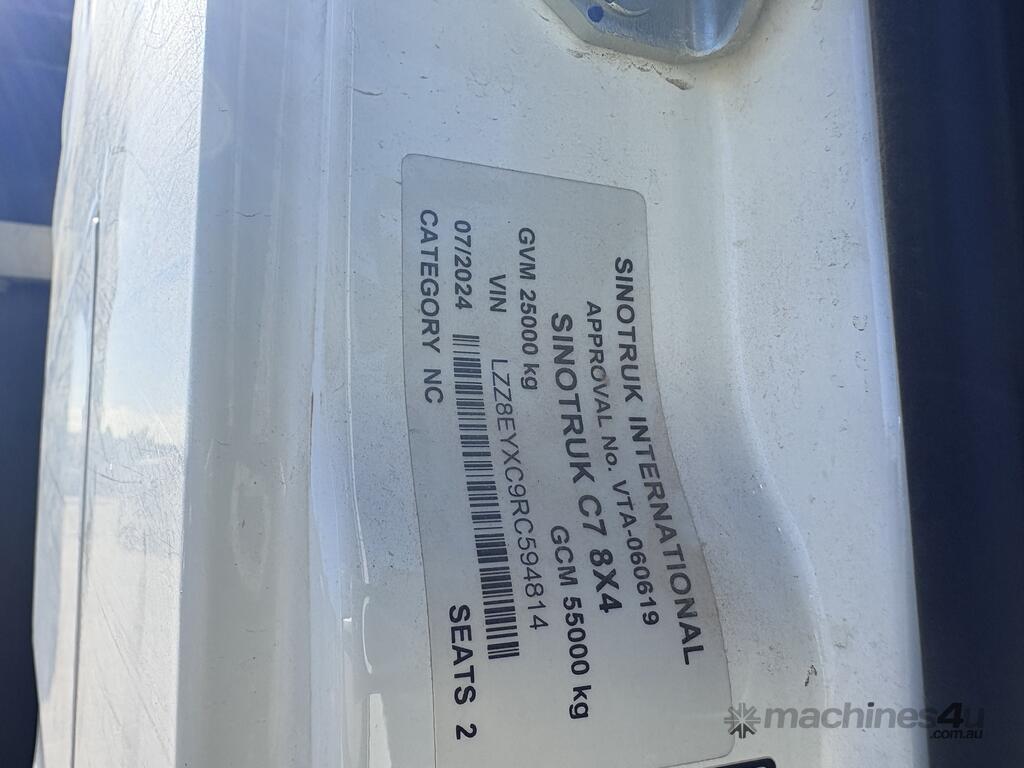 SINOTRUK INTERNATIONAL
APPROVAL No. VTA-060619
SINOTRUK C7 8X4
GVM 25000 kg GCM 55000 kg
VIN LZZ8EYXC9RC594814
07/2024
CATEGORY NC SEATS 2
machines4u
.com.au